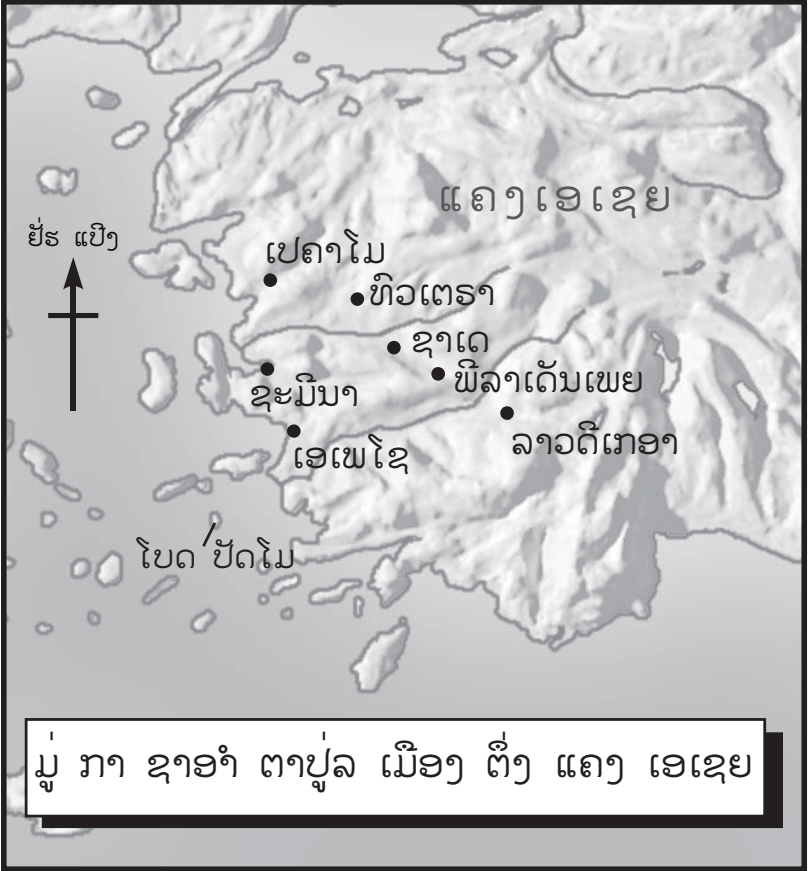 ແຄງເອເຊຍ
ຢັ່ຮ ແປີງ
ເປຄາໂມ
ທົວເຕຣາ
ຊາເດ
ພີລາເດັນເພຍ
ຊະມືນາ
ລາວດີເກອາ
ເອເພໂຊ
ໂບດ ປັດໂມ
ມູ່ ກາ ຊາອຳ ຕາປູ່ລ ເມືອງ ຕຶ່ງ ແຄງ ເອເຊຍ